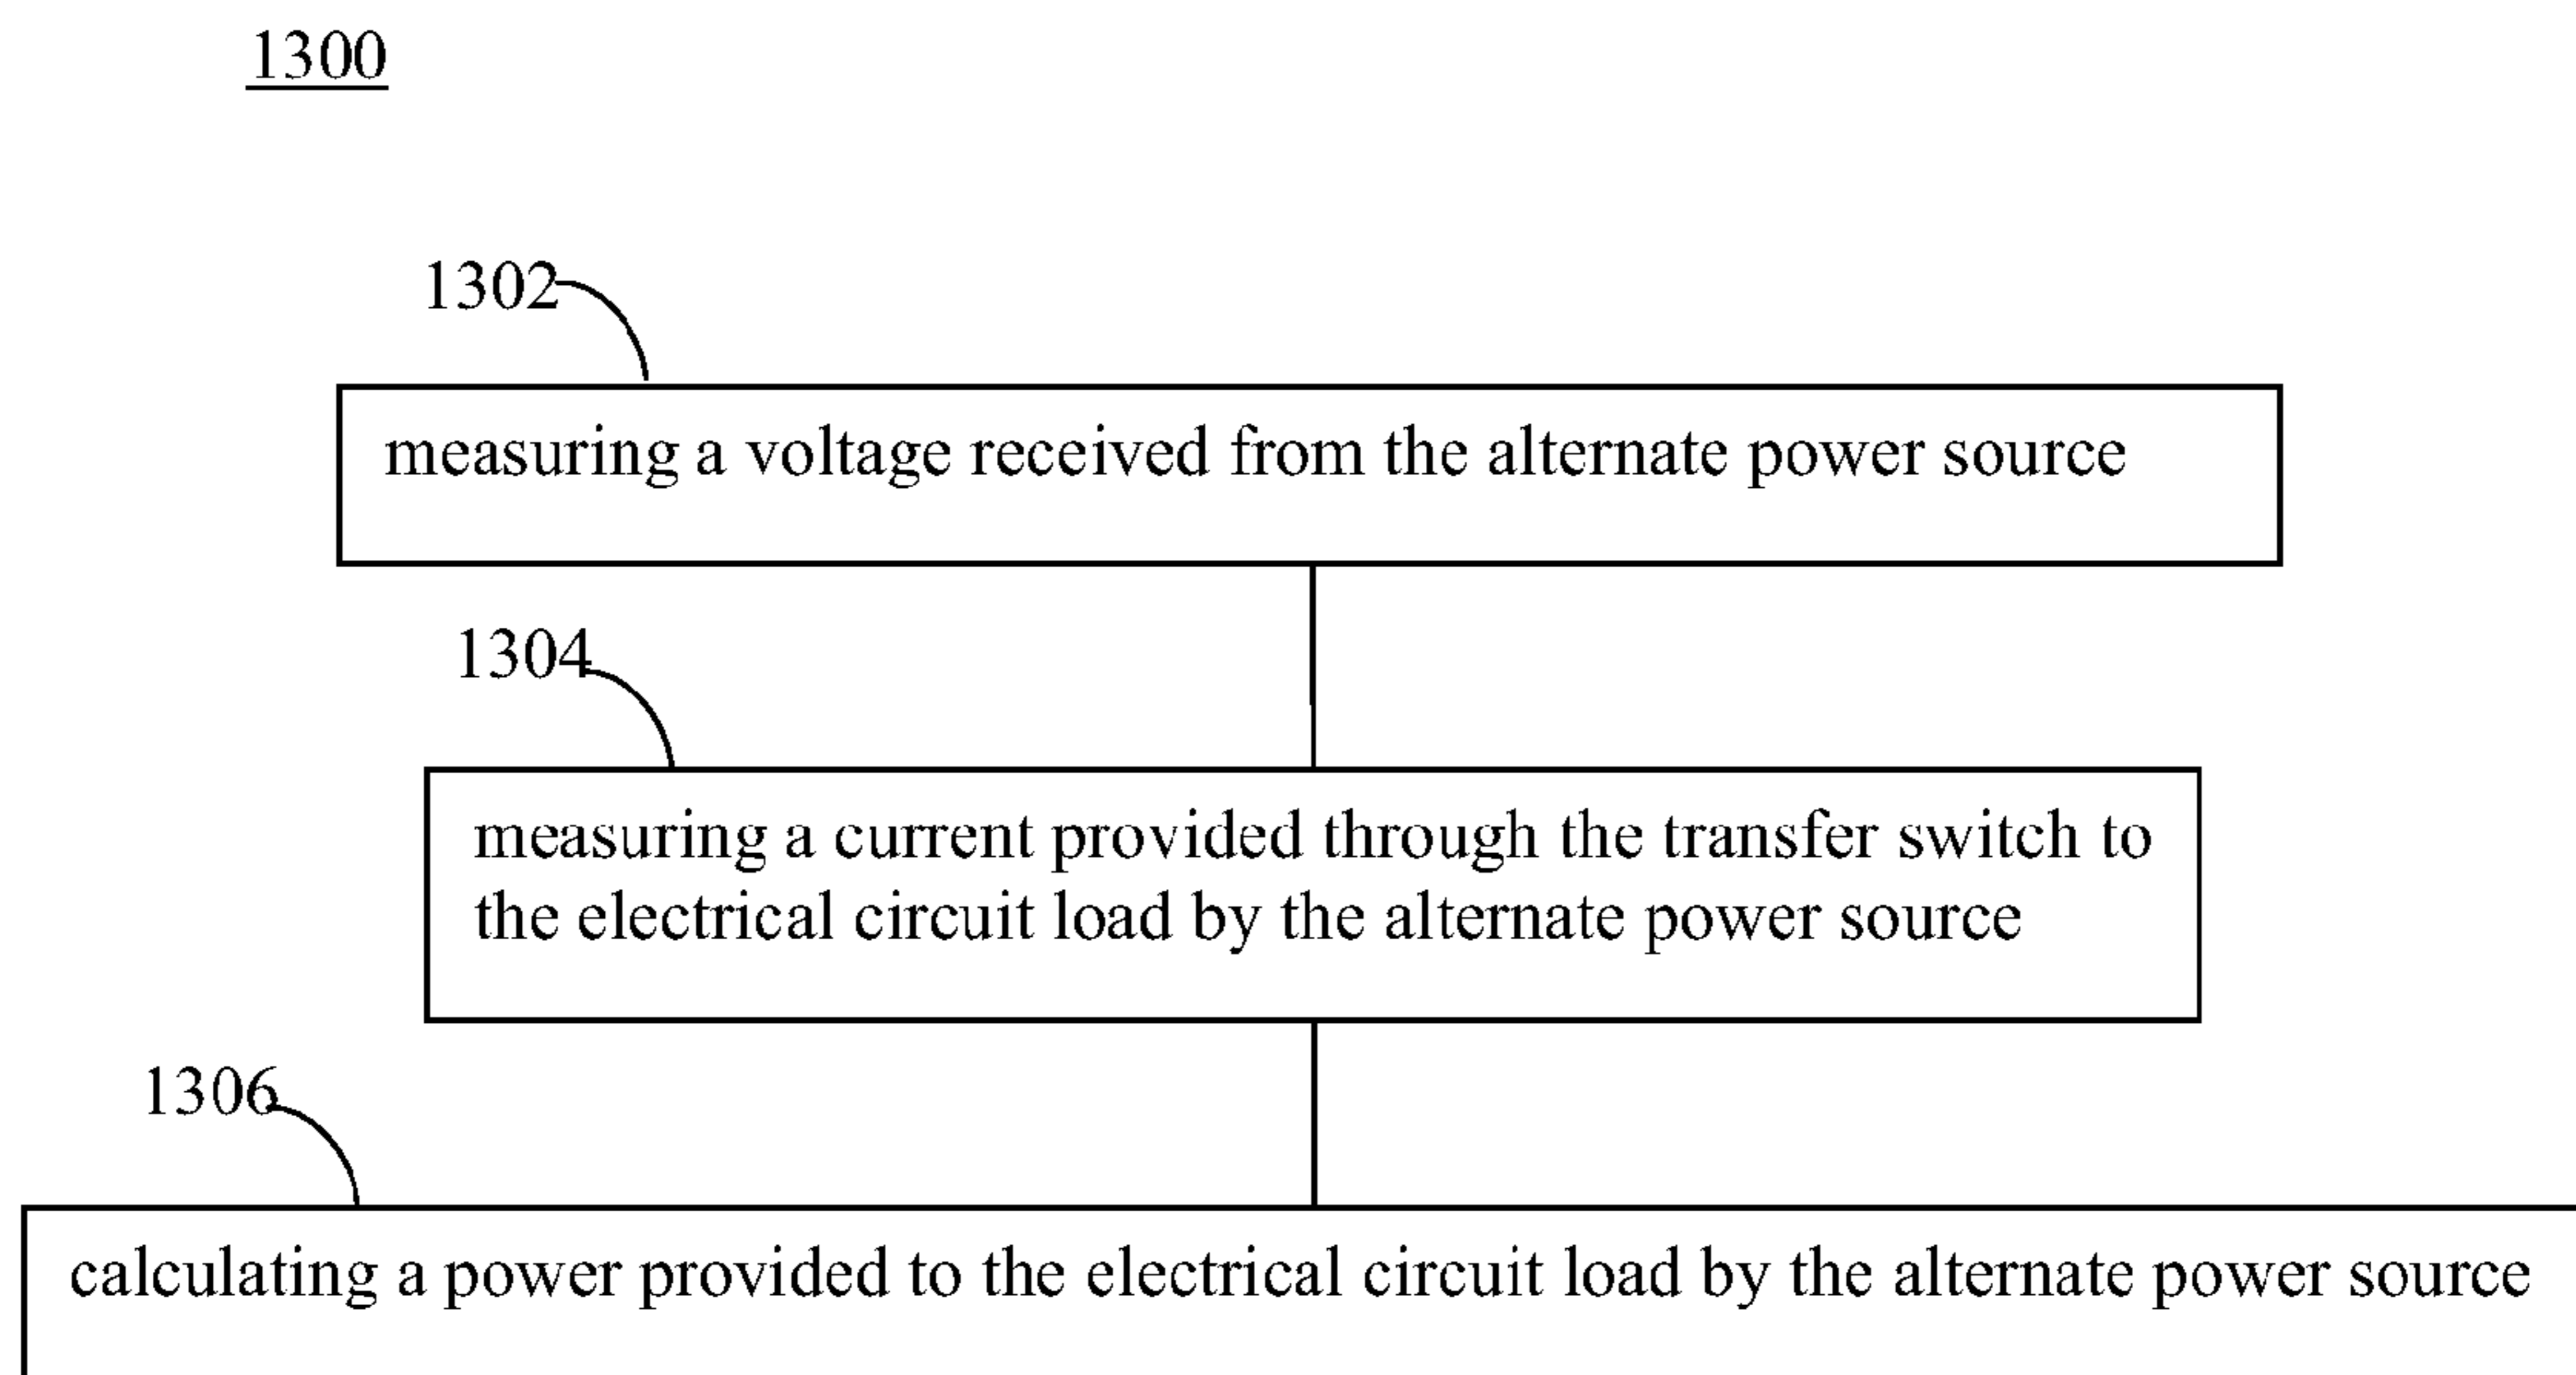 1300
1302
measuring a voltage received from the alternate power source
1304
measuring a current provided through the transfer switch to
the electrical circuit load by the alternate power source
1306
calculating a power provided to the electrical circuit load by the alternate power source